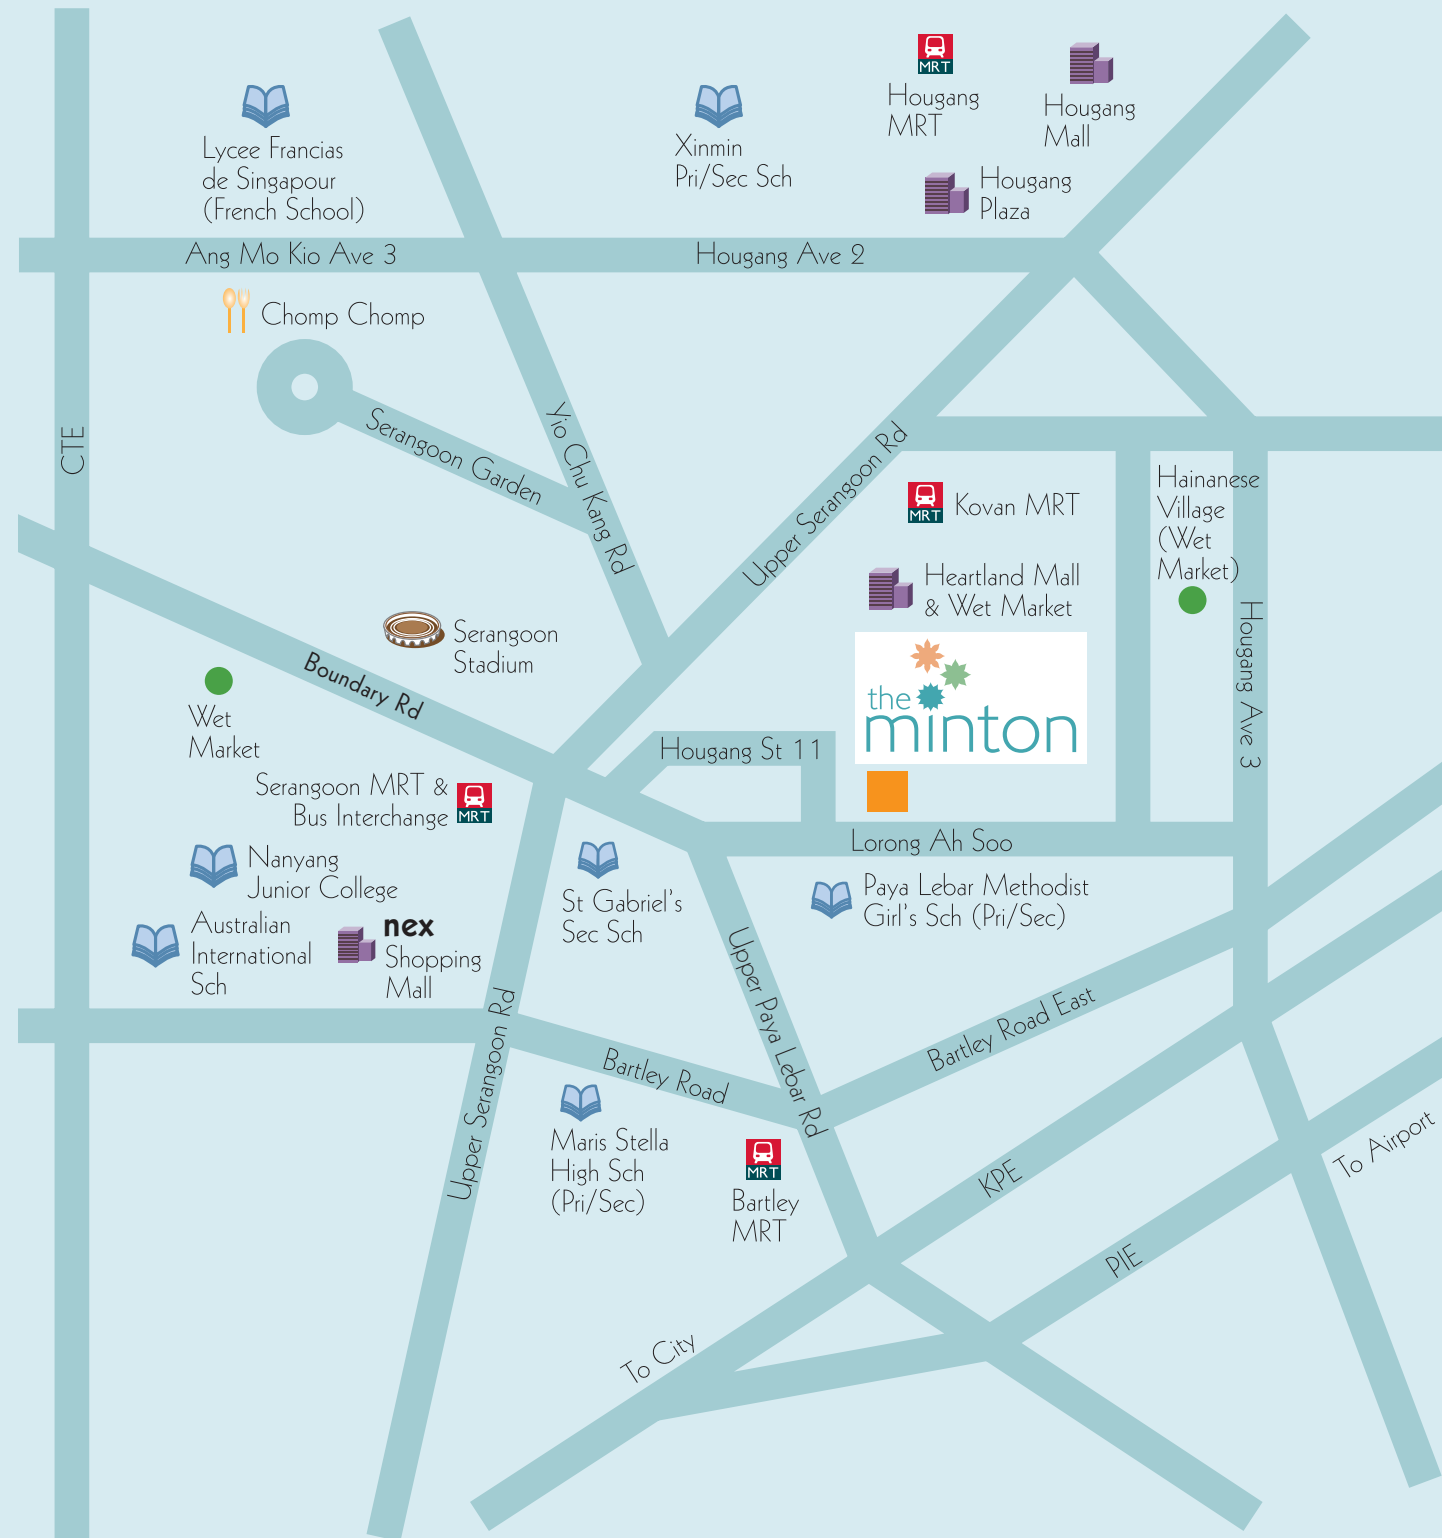 MRT
Hougang
MRT
Hougang
Mall
Lycee Francias
de Singapour
(French School)
Xinmin
Pri/Sec Sch
Hougang
Plaza
Ang Mo Kio Ave 3
Hougang Ave 2
Chomp Chomp
Serangoon Garden
Yio Chu Kang Rd
CTE
Upper Serangoon Rd
MRT
Kovan MRT
Hainanese
Village
(Wet
Market)
Heartland Mall
& Wet Market
Hougang Ave 3
Serangoon
Stadium
Boundary Rd
the
minton
Wet
Market
Hougang St 11
Serangoon MRT &
Bus Interchange
MRT
Lorong Ah Soo
Nanyang
Junior College
St Gabriel's
Sec Sch
Paya Lebar Methodist
Girl's Sch (Pri/Sec)
Australian
International
Sch
nex
Shopping
Mall
Upper Paya Lebar Rd
Upper Serangoon Rd
Bartley Road
Bartley Road East
Maris Stella
High Sch
(Pri/Sec)
MRT
Bartley
MRT
KPE
To Airport
PIE
To City